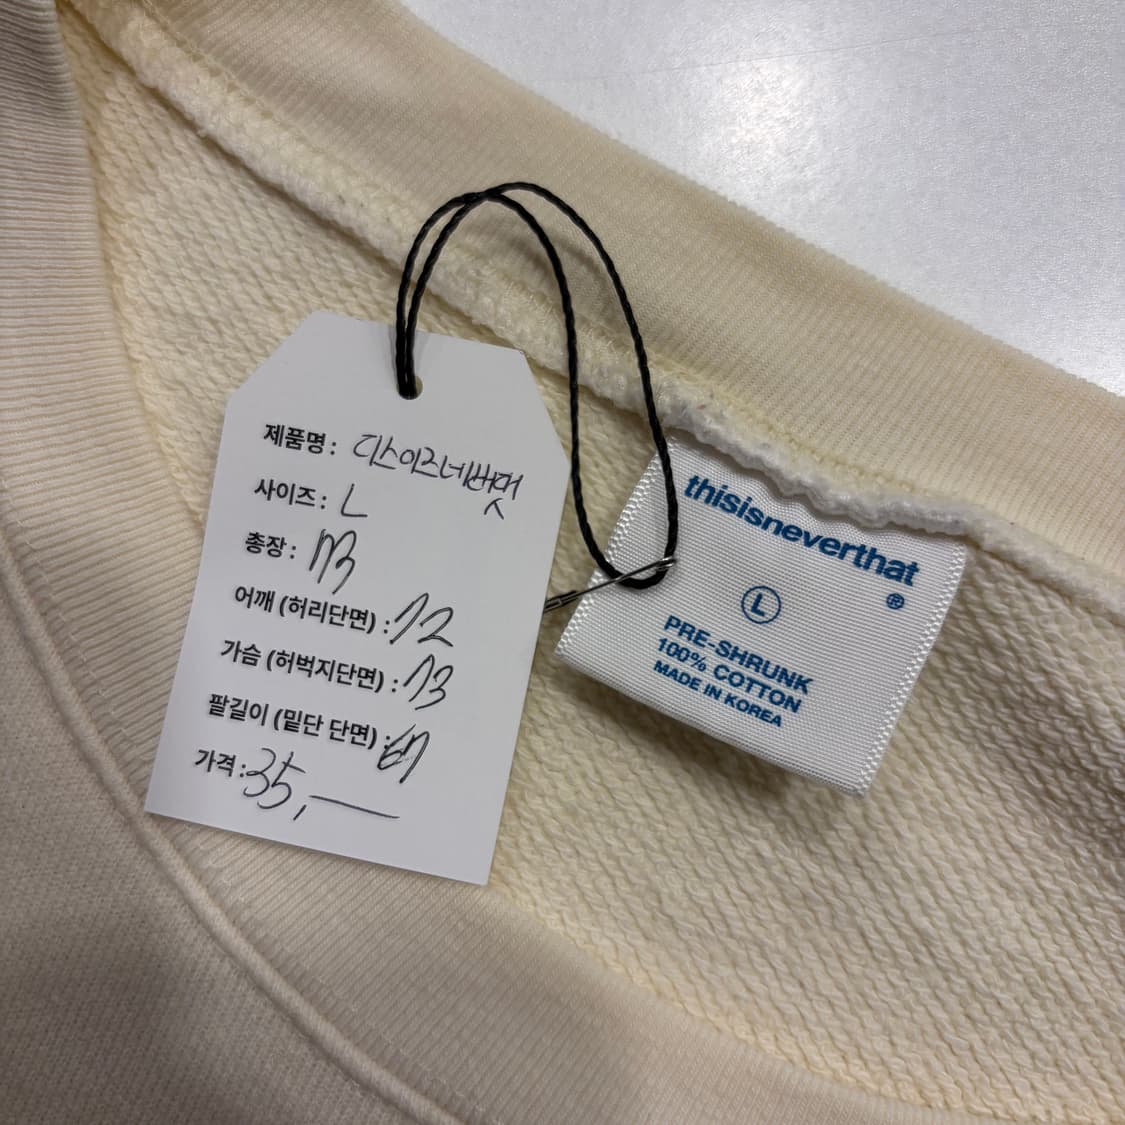 제품명: 디스이즈네버댓
사이즈: L
총장: 73
어깨 (허리단면):
가슴 (허벅지단면): 73
팔길이 (밑단 단면):
가격: 35,—
thisisneverthat
®
L
PRE-SHRUNK
100% COTTON
MADE IN KOREA